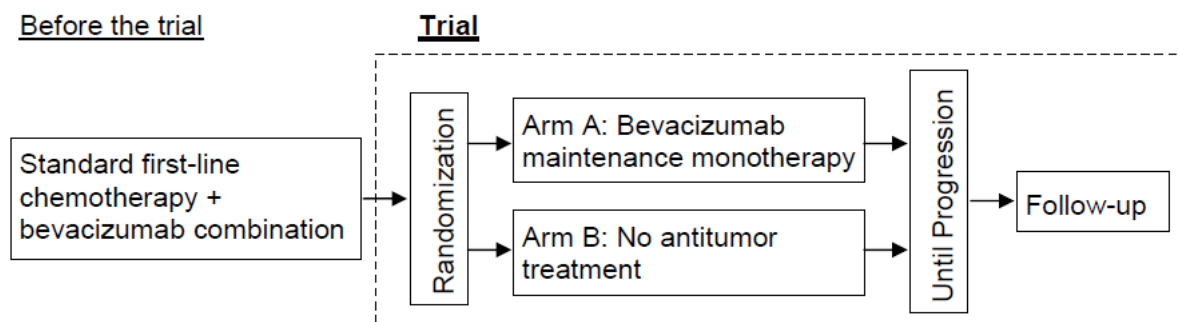 Before the trial
Trial
Standard first-line
chemotherapy +
bevacizumab combination
Randomization
Arm A: Bevacizumab
maintenance monotherapy
Arm B: No antitumor
treatment
Until Progression
Follow-up